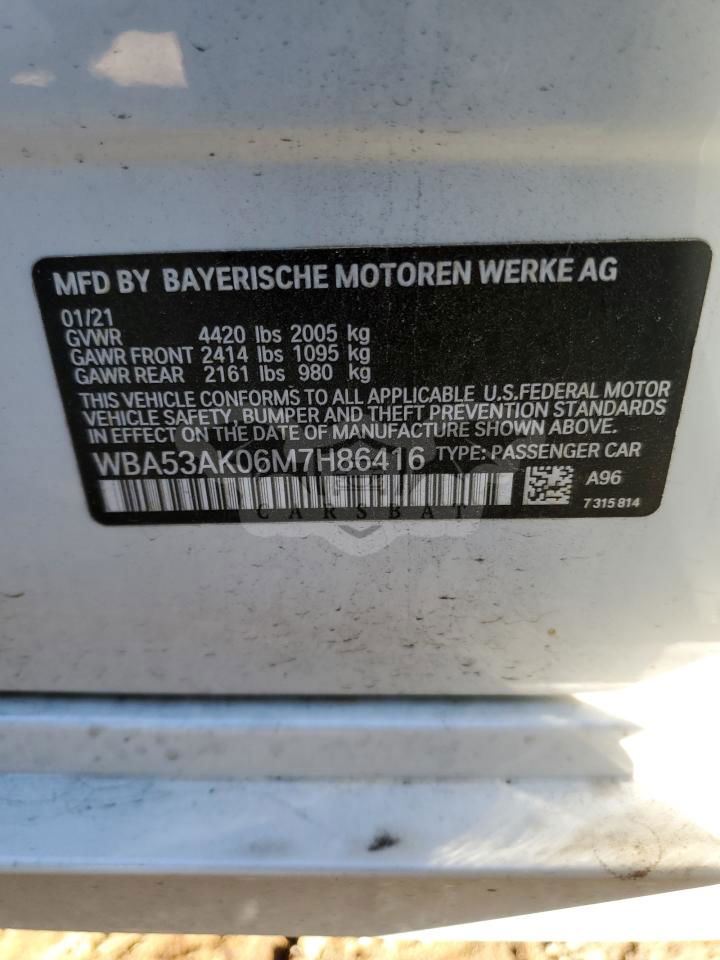 MFD BY BAYERISCHE MOTOREN WERKE AG
01/21
GVWR 4420 lbs 2005 kg
GAWR FRONT 2414 lbs 1095 kg
GAWR REAR 2161 lbs 980 kg
THIS VEHICLE CONFORMS TO ALL APPLICABLE U.S.FEDERAL MOTOR
VEHICLE SAFETY, BUMPER AND THEFT PREVENTION STANDARDS
IN EFFECT ON THE DATE OF MANUFACTURE SHOWN ABOVE.
WBA53AK06M7H86416 TYPE: PASSENGER CAR
A96
7 315 814
CARSBAT